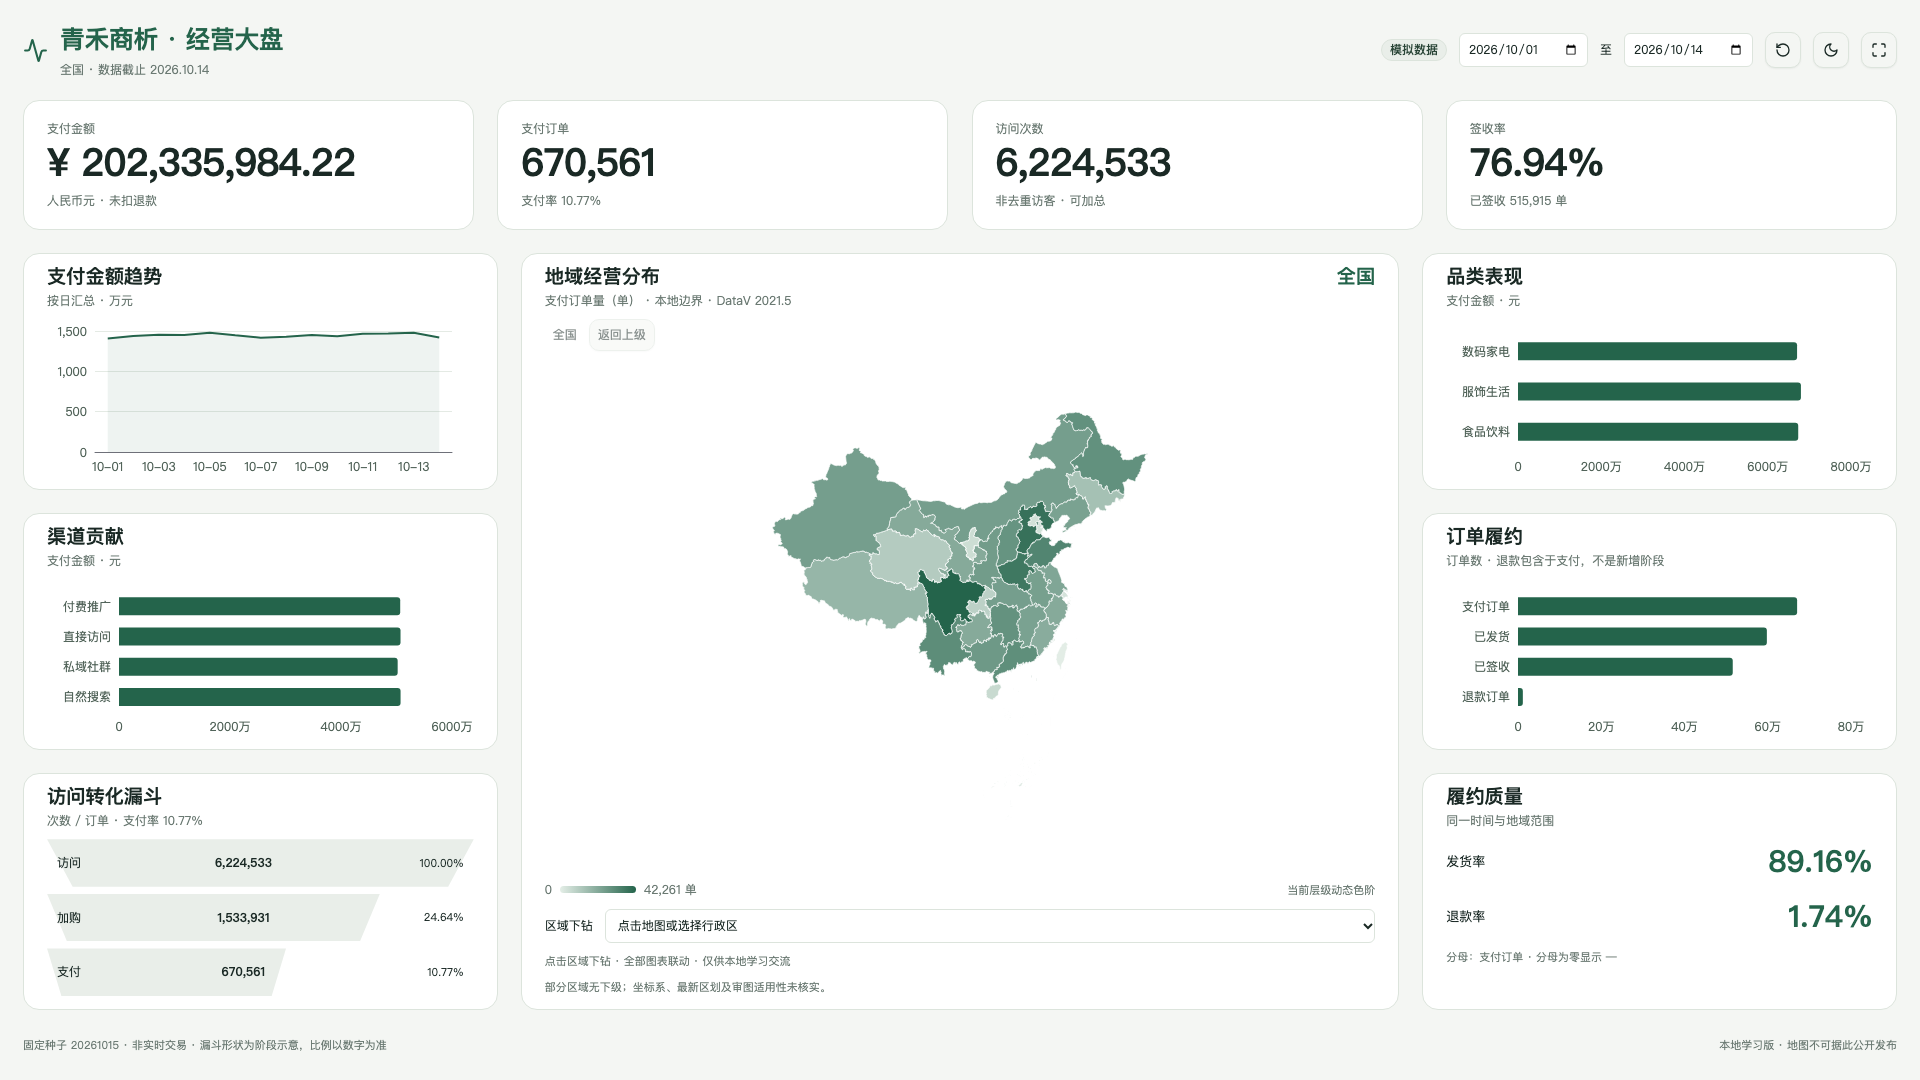 青禾商析 · 经营大盘
全国 · 数据截止 2026.10.14
模拟数据
2026/10/01
至
2026/10/14
支付金额
¥ 202,335,984.22
人民币元 · 未扣退款
支付订单
670,561
支付率 10.77%
访问次数
6,224,533
非去重访客 · 可加总
签收率
76.94%
已签收 515,915 单
支付金额趋势
按日汇总 · 万元
1,500
1,000
500
0
10-01 10-03 10-05 10-07 10-09 10-11 10-13
渠道贡献
支付金额 · 元
付费推广
直接访问
私域社群
自然搜索
0 2000万 4000万 6000万
访问转化漏斗
次数 / 订单 · 支付率 10.77%
访问 6,224,533 100.00%
加购 1,533,931 24.64%
支付 670,561 10.77%
地域经营分布
全国
支付订单量（单） · 本地边界 · DataV 2021.5
全国 返回上级
0 42,261 单
当前层级动态色阶
区域下钻 点击地图或选择行政区
点击区域下钻 · 全部图表联动 · 仅供本地学习交流
部分区域无下级；坐标系、最新区划及审图适用性未核实。
品类表现
支付金额 · 元
数码家电
服饰生活
食品饮料
0 2000万 4000万 6000万 8000万
订单履约
订单数 · 退款包含于支付，不是新增阶段
支付订单
已发货
已签收
退款订单
0 20万 40万 60万 80万
履约质量
同一时间与地域范围
发货率 89.16%
退款率 1.74%
分母：支付订单 · 分母为零显示 —
固定种子 20261015 · 非实时交易 · 漏斗形状为阶段示意，比例以数字为准
本地学习版 · 地图不可据此公开发布